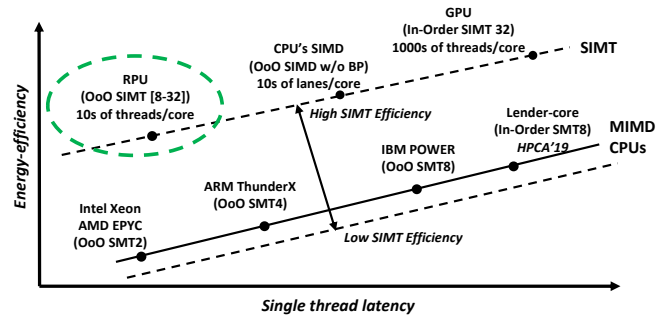 GPU
(In-Order SIMT 32)
1000s of threads/core
SIMT
CPU's SIMD
(OoO SIMD w/o BP)
10s of lanes/core
RPU
(OoO SIMT [8-32])
10s of threads/core
High SIMT Efficiency
Lender-core
(In-Order SMT8)
HPCA'19
MIMD
CPUs
IBM POWER
(OoO SMT8)
ARM ThunderX
(OoO SMT4)
Intel Xeon
AMD EPYC
(OoO SMT2)
Low SIMT Efficiency
Energy-efficiency
Single thread latency